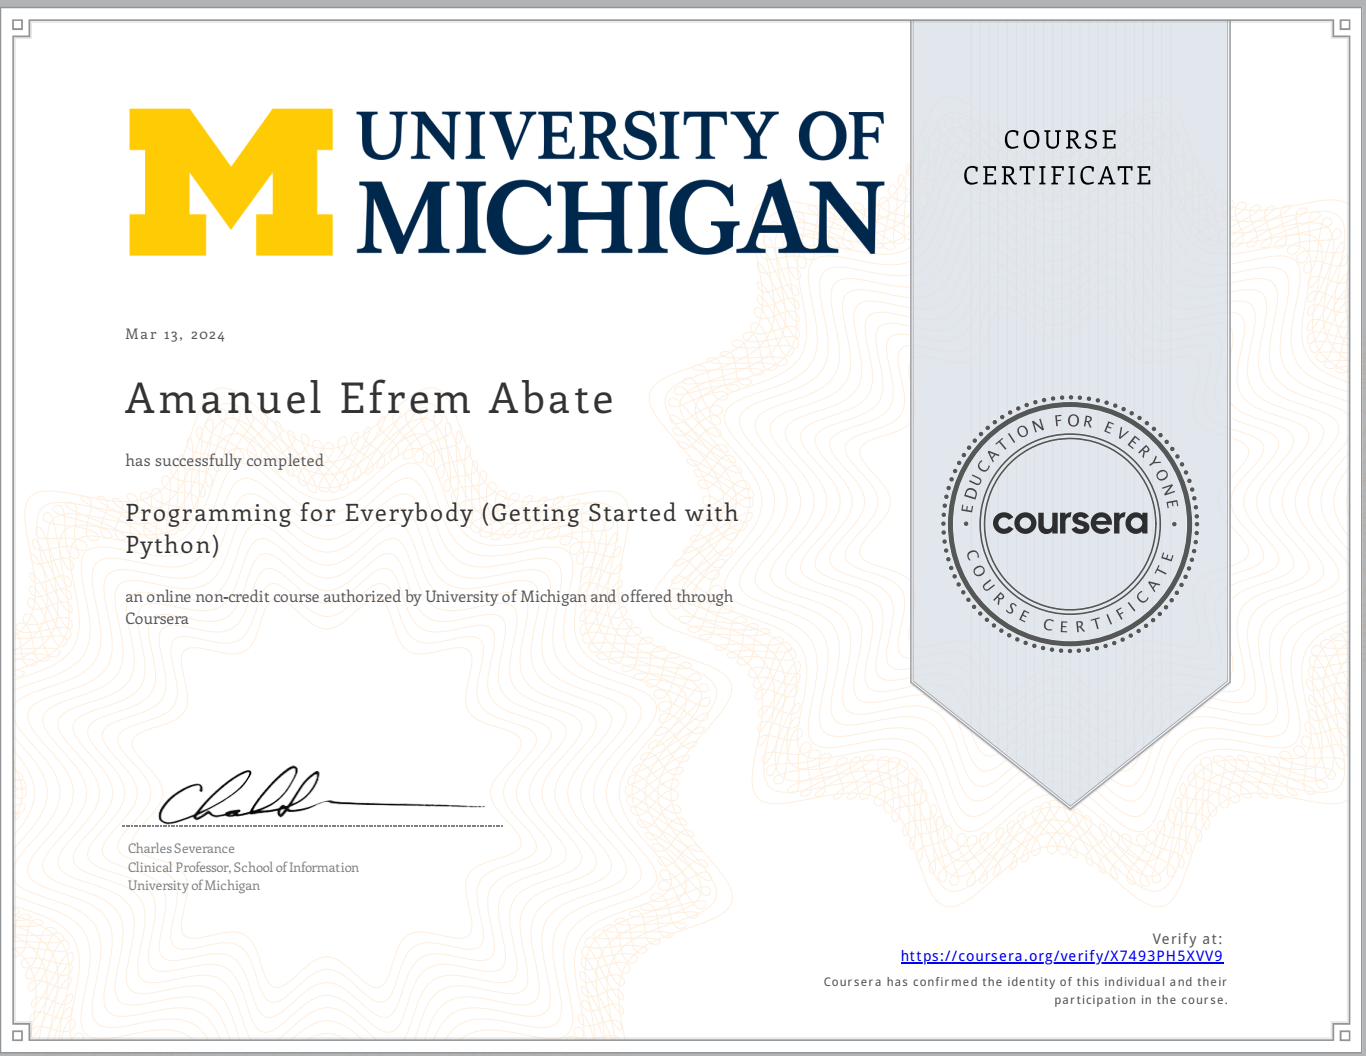 UNIVERSITY OF
MICHIGAN
COURSE
CERTIFICATE
Mar 13, 2024
Amanuel Efrem Abate
has successfully completed
Programming for Everybody (Getting Started with
Python)
an online non-credit course authorized by University of Michigan and offered through
Coursera
EDUCATION FOR EVERYONE
coursera
COURSE CERTIFICATE
Charles Severance
Clinical Professor, School of Information
University of Michigan
Verify at:
https://coursera.org/verify/X7493PH5XVV9
Coursera has confirmed the identity of this individual and their
participation in the course.